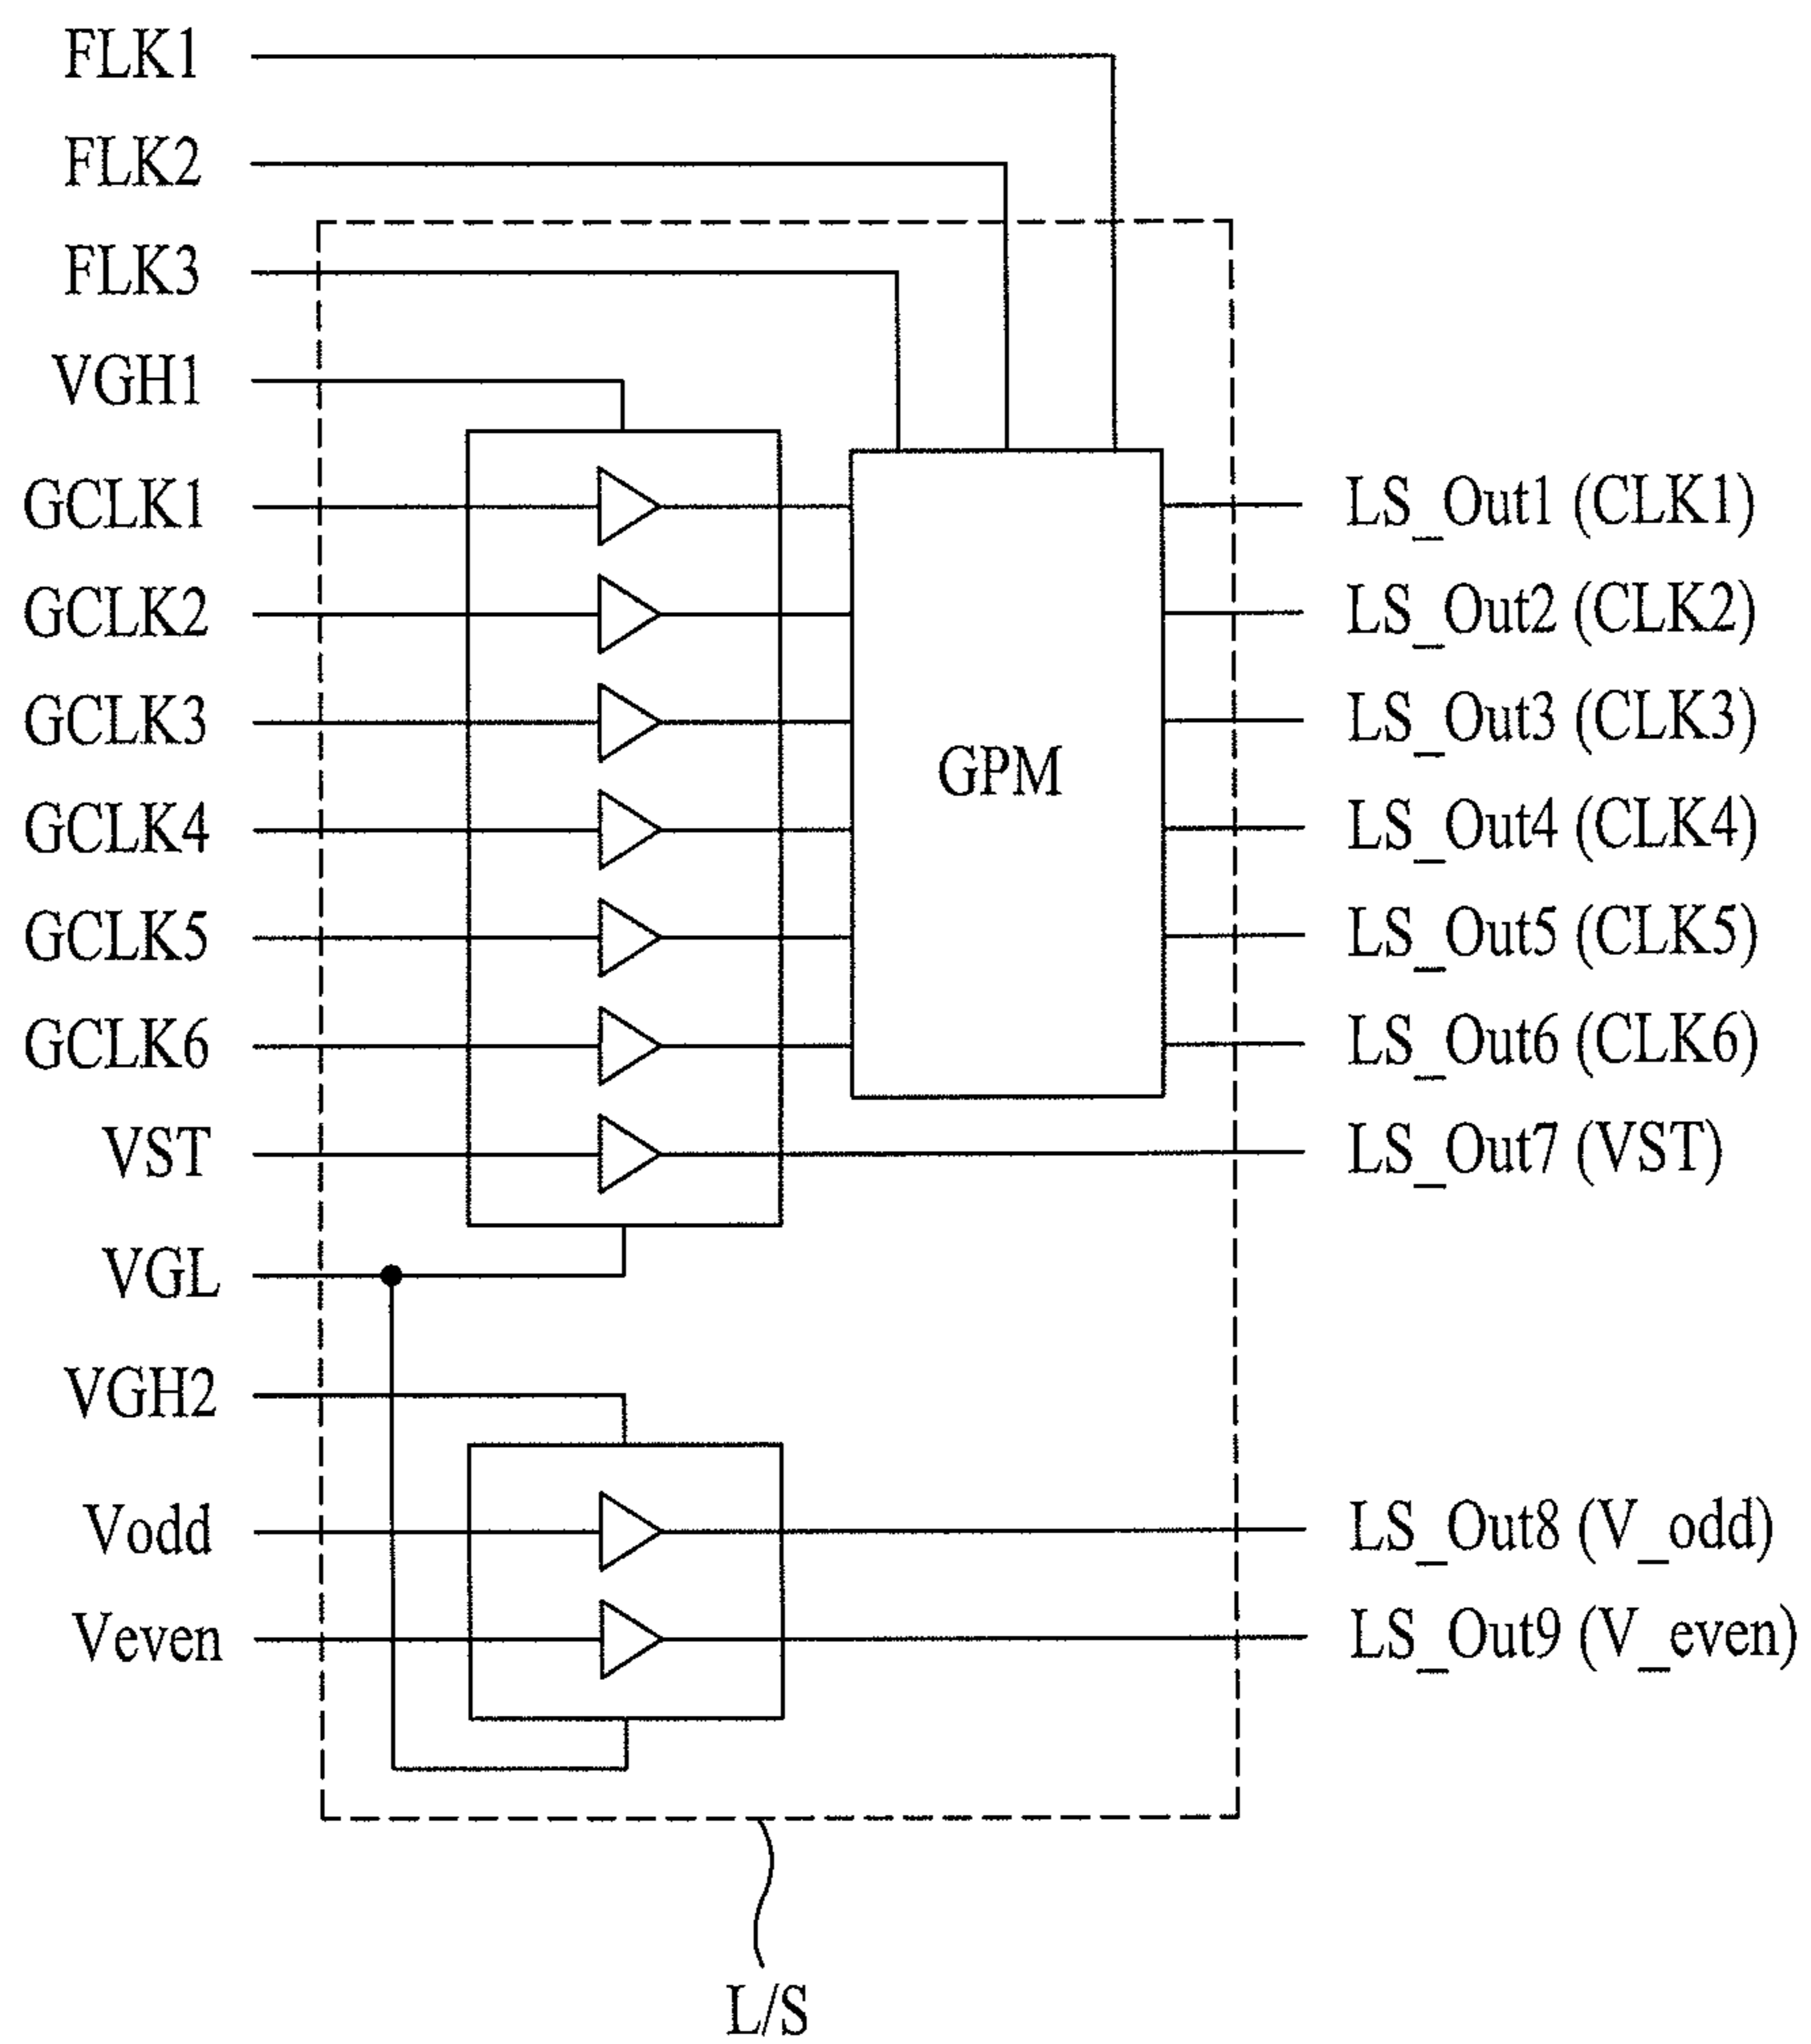 FLK1
FLK2
FLK3
VGH1
GCLK1
LS_Out1 (CLK1)
GCLK2
LS_Out2 (CLK2)
GCLK3
LS_Out3 (CLK3)
GPM
GCLK4
LS_Out4 (CLK4)
GCLK5
LS_Out5 (CLK5)
GCLK6
LS_Out6 (CLK6)
VST
LS_Out7 (VST)
VGL
VGH2
Vodd
LS_Out8 (V_odd)
Veven
LS_Out9 (V_even)
L/S